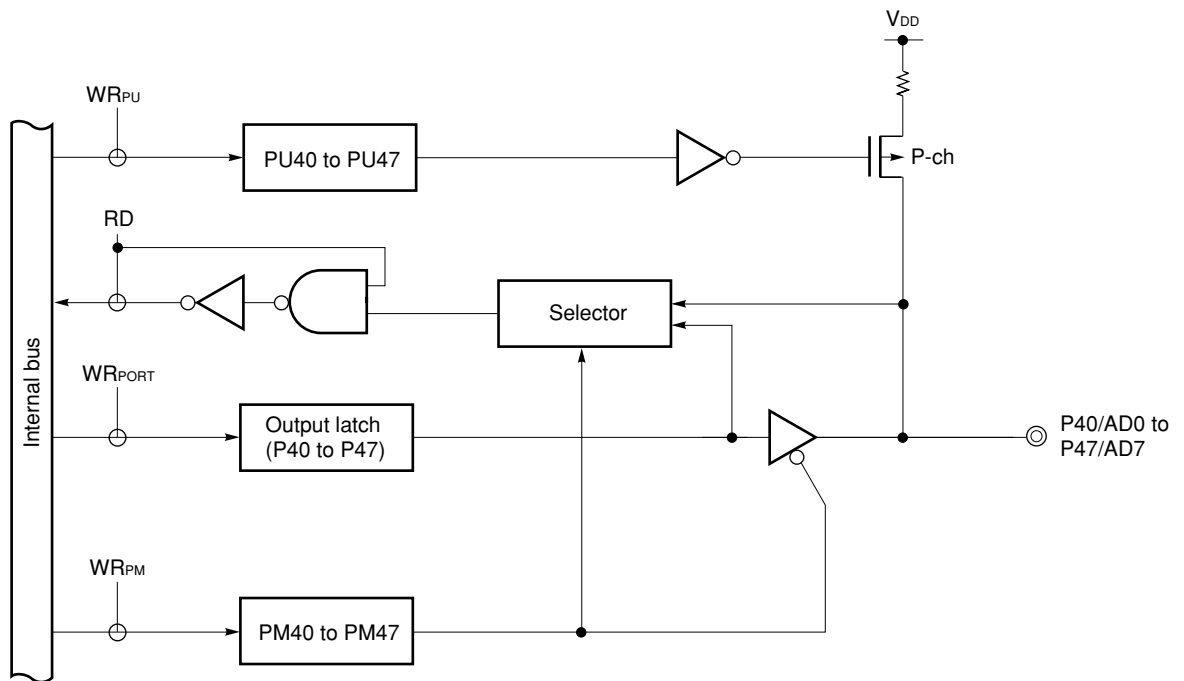 VDD
WRPU
PU40 to PU47
P-ch
RD
Selector
Internal bus
WRPORT
Output latch
(P40 to P47)
P40/AD0 to
P47/AD7
WRPM
PM40 to PM47